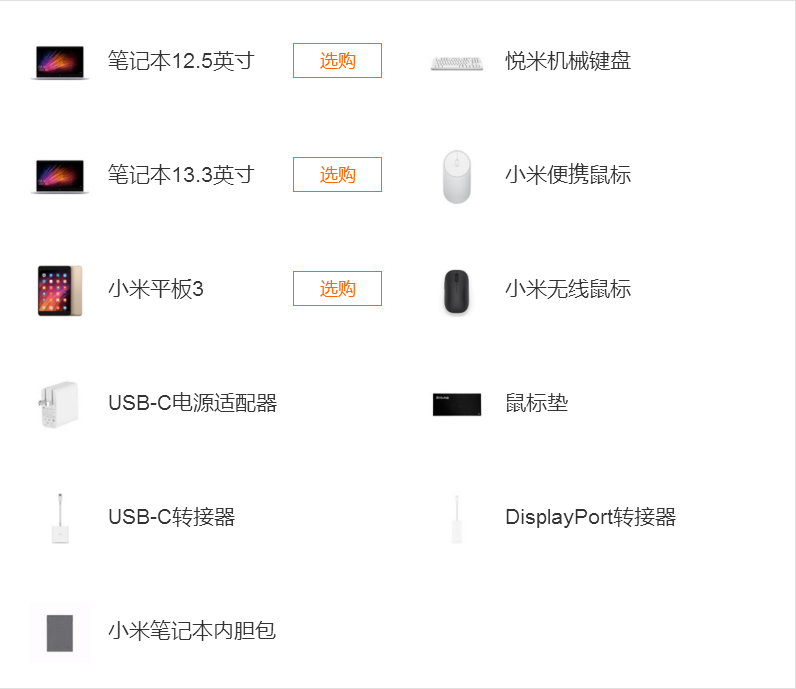 笔记本12.5英寸
选购
悦米机械键盘
笔记本13.3英寸
选购
小米便携鼠标
小米平板3
选购
小米无线鼠标
USB-C电源适配器
鼠标垫
USB-C转接器
DisplayPort转接器
小米笔记本内胆包